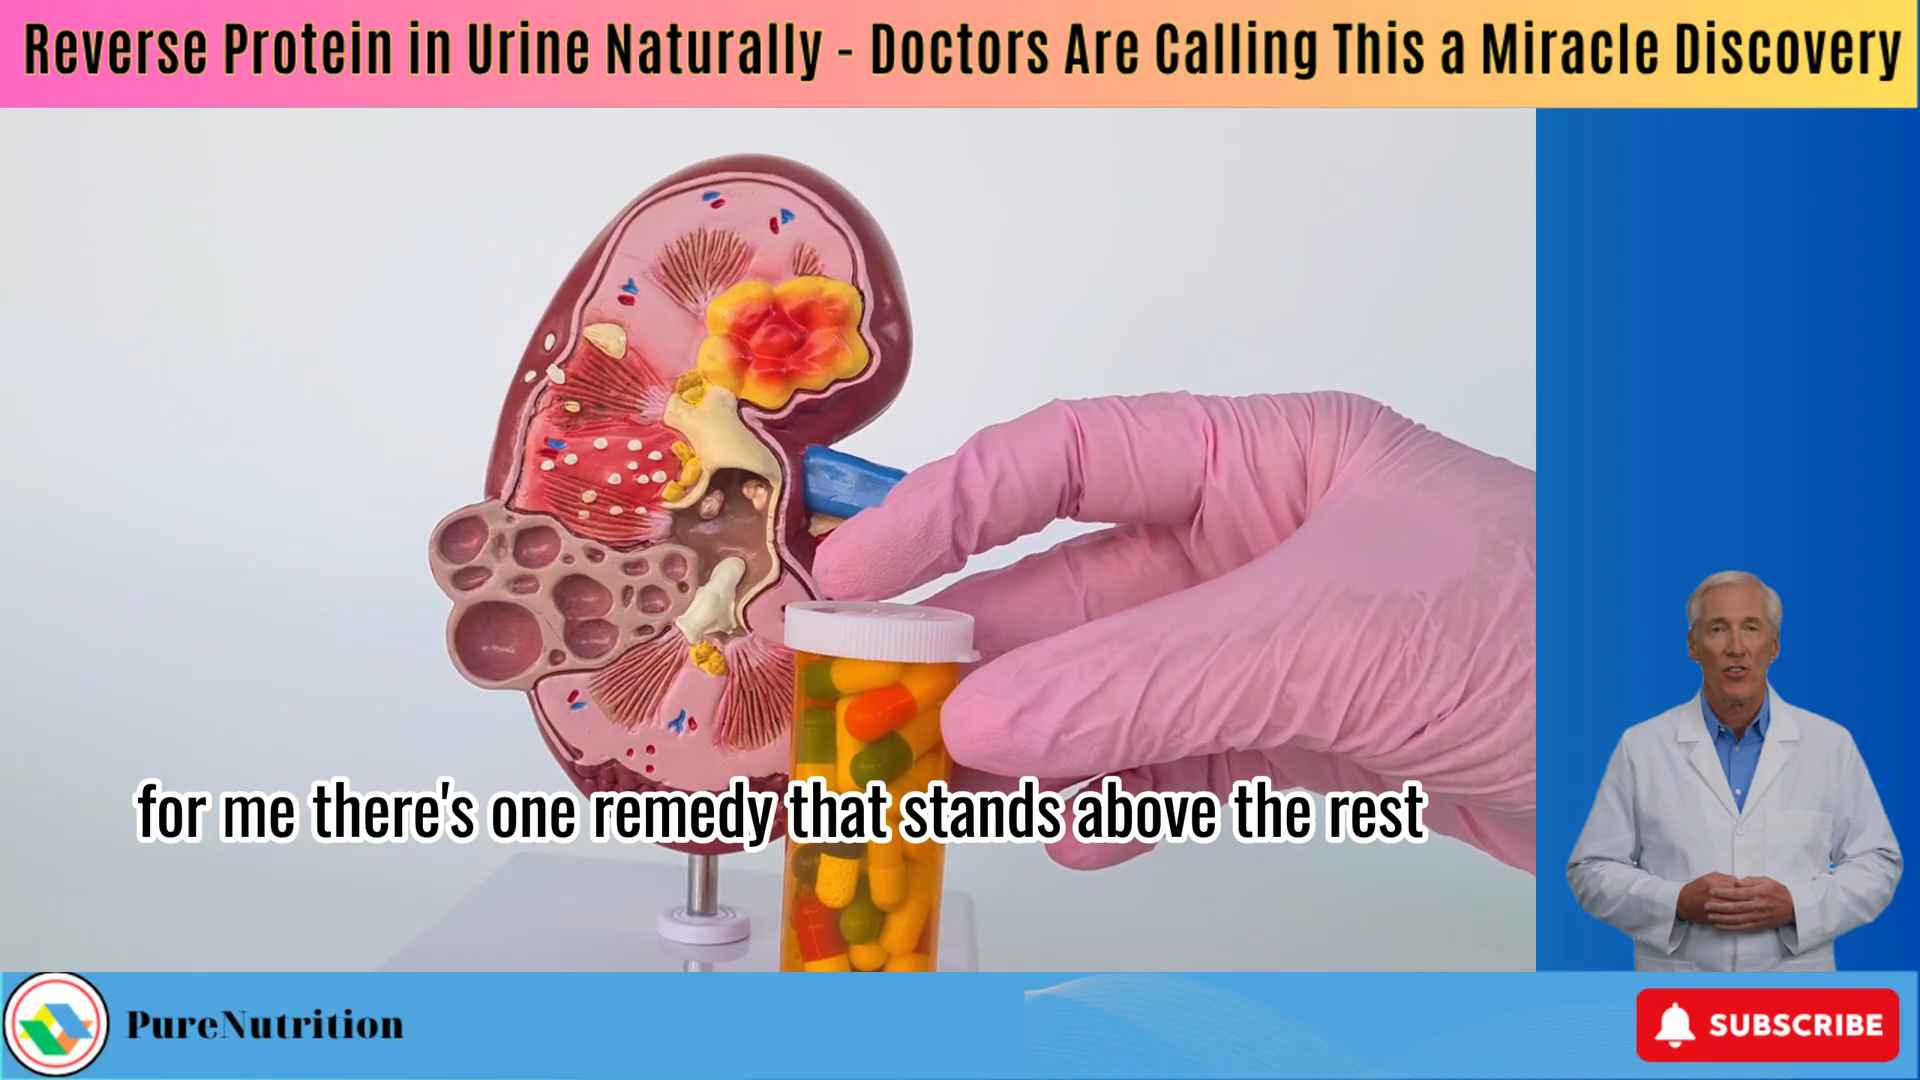 Reverse Protein in Urine Naturally - Doctors Are Calling This a Miracle Discovery
for me there's one remedy that stands above the rest
PureNutrition
SUBSCRIBE